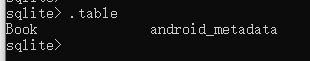 sqlite> .table
Book                android_metadata
sqlite>